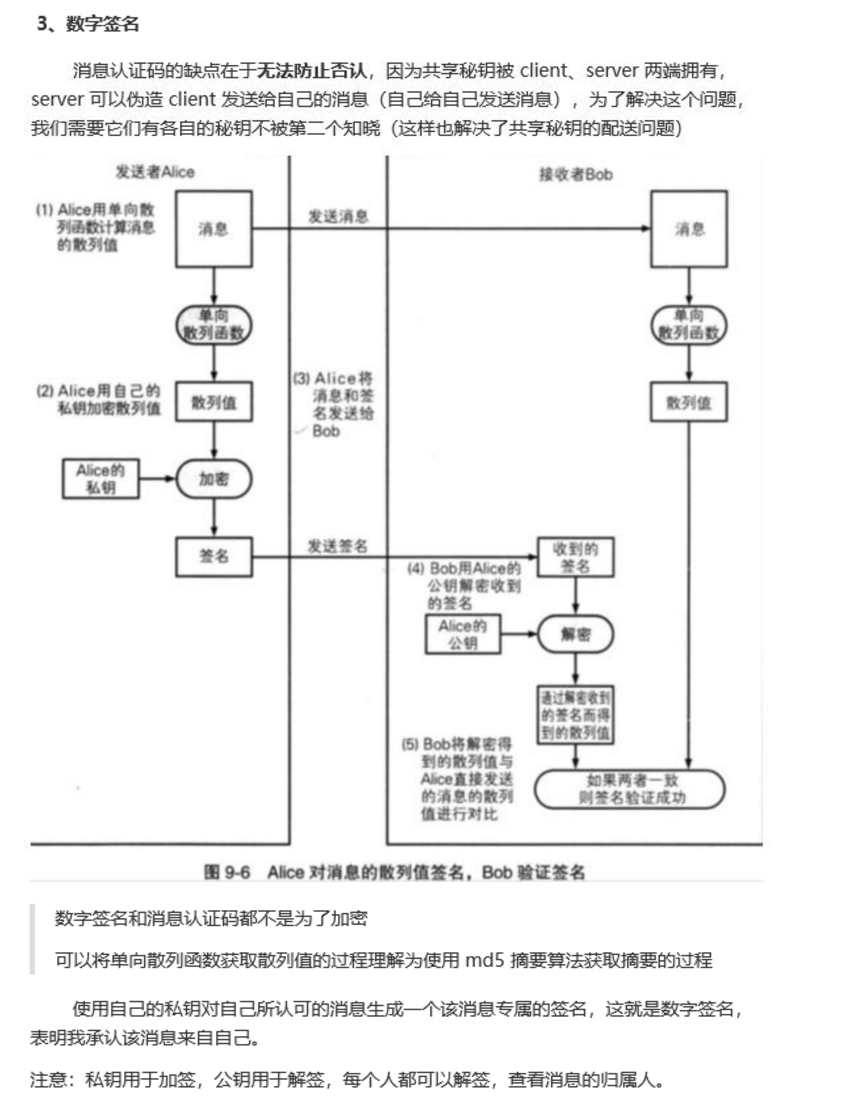 3、数字签名
消息认证码的缺点在于无法防止否认，因为共享秘钥被 client、server 两端拥有，
server 可以伪造 client 发送给自己的消息（自己给自己发送消息），为了解决这个问题，
我们需要它们有各自的秘钥不被第二个知晓（这样也解决了共享秘钥的配送问题）
发送者Alice
接收者Bob
(1) Alice用单向散
列函数计算消息
的散列值
消息
发送消息
消息
单向
散列函数
单向
散列函数
(2) Alice用自己的
私钥加密散列值
散列值
(3) Alice将
消息和签
名发送给
Bob
散列值
Alice的
私钥
加密
签名
发送签名
收到的
签名
(4) Bob用Alice的
公钥解密收到
的签名
Alice的
公钥
解密
通过解密收到
的签名而得
到的散列值
(5) Bob将解密得
到的散列值与
Alice直接发送
的消息的散列
值进行对比
如果两者一致
则签名验证成功
图 9-6 Alice 对消息的散列值签名，Bob 验证签名
数字签名和消息认证码都不是为了加密
可以将单向散列函数获取散列值的过程理解为使用 md5 摘要算法获取摘要的过程
使用自己的私钥对自己所认可的消息生成一个该消息专属的签名，这就是数字签名，
表明我承认该消息来自自己。
注意：私钥用于加签，公钥用于解签，每个人都可以解签，查看消息的归属人。